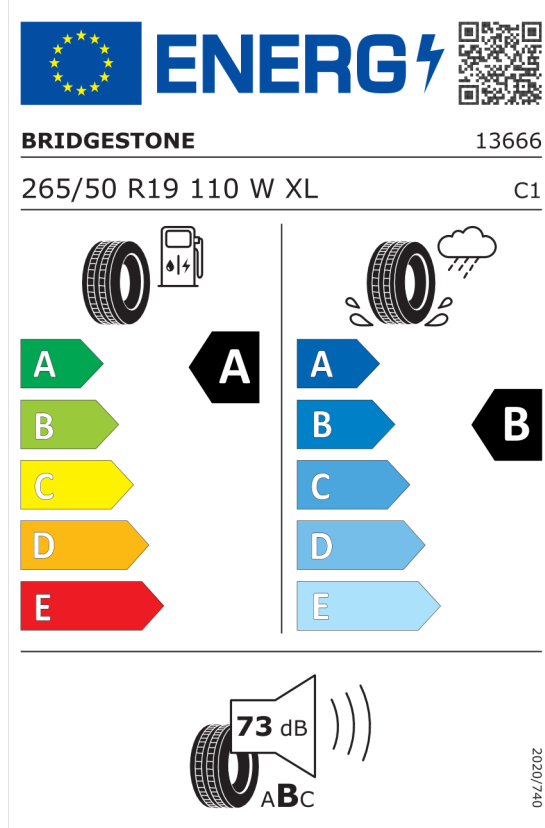 ENERG
BRIDGESTONE 13666
265/50 R19 110 W XL C1
A A A
B B B
C C
D D
E E
73 dB
ABC
2020/740